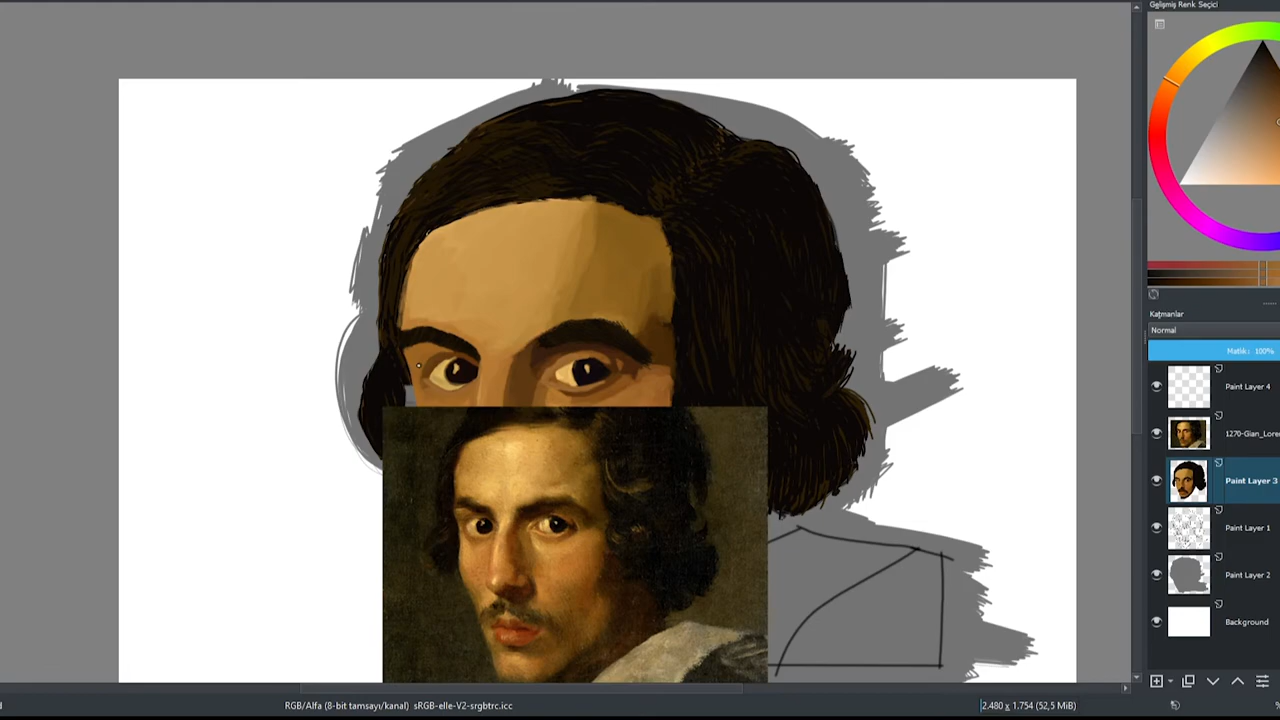 Gelişmiş Renk Seçici
Katmanlar
Normal
Matlık: 100%
Paint Layer 4
1270-Gian_Lore
Paint Layer 3
Paint Layer 1
Paint Layer 2
Background
RGB/Alfa (8-bit tamsayı/kanal) sRGB-elle-V2-srgbtrc.icc
2.480 x 1.754 (52,5 MiB)